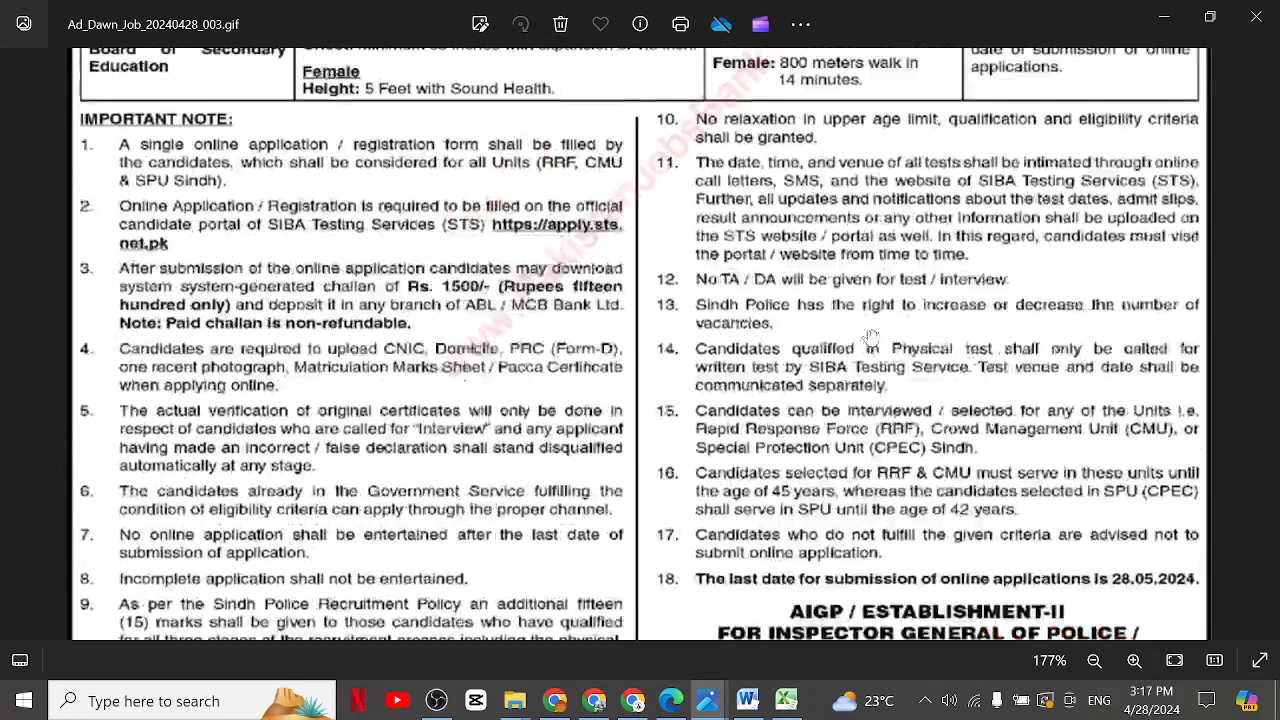 Ad_Dawn_Job_20240428_003.gif
Board of Secondary
Education
Female
Height: 5 Feet with Sound Health.
Female: 800 meters walk in
14 minutes.
date of submission of online
applications.
IMPORTANT NOTE:
1. A single online application / registration form shall be filled by
the candidates, which shall be considered for all Units (RRF, CMU
& SPU Sindh).
2. Online Application / Registration is required to be filled on the official
candidate portal of SIBA Testing Services (STS) https://apply.sts.
net.pk
3. After submission of the online application candidates may download
system system-generated challan of Rs. 1500/- (Rupees fifteen
hundred only) and deposit it in any branch of ABL / MCB Bank Ltd.
Note: Paid challan is non-refundable.
4. Candidates are required to upload CNIC, Domicile, PRC (Form-D),
one recent photograph, Matriculation Marks Sheet / Pacca Certificate
when applying online.
5. The actual verification of original certificates will only be done in
respect of candidates who are called for "Interview" and any applicant
having made an incorrect / false declaration shall stand disqualified
automatically at any stage.
6. The candidates already in the Government Service fulfilling the
condition of eligibility criteria can apply through the proper channel.
7. No online application shall be entertained after the last date of
submission of application.
8. Incomplete application shall not be entertained.
9. As per the Sindh Police Recruitment Policy an additional fifteen
(15) marks shall be given to those candidates who have qualified
for all three stages of the recruitment process including the physical,
10. No relaxation in upper age limit, qualification and eligibility criteria
shall be granted.
11. The date, time, and venue of all tests shall be intimated through online
call letters, SMS, and the website of SIBA Testing Services (STS).
Further, all updates and notifications about the test dates, admit slips,
result announcements or any other information shall be uploaded on
the STS website / portal as well. In this regard, candidates must visit
the portal / website from time to time.
12. No TA / DA will be given for test / interview.
13. Sindh Police has the right to increase or decrease the number of
vacancies.
14. Candidates qualified in Physical test shall only be called for
written test by SIBA Testing Service. Test venue and date shall be
communicated separately.
15. Candidates can be interviewed / selected for any of the Units i.e.
Rapid Response Force (RRF), Crowd Management Unit (CMU), or
Special Protection Unit (CPEC) Sindh.
16. Candidates selected for RRF & CMU must serve in these units until
the age of 45 years, whereas the candidates selected in SPU (CPEC)
shall serve in SPU until the age of 42 years.
17. Candidates who do not fulfill the given criteria are advised not to
submit online application.
18. The last date for submission of online applications is 28.05.2024.
AIGP / ESTABLISHMENT-II
FOR INSPECTOR GENERAL OF POLICE /
177%
Type here to search
23°C
3:17 PM
4/28/2024